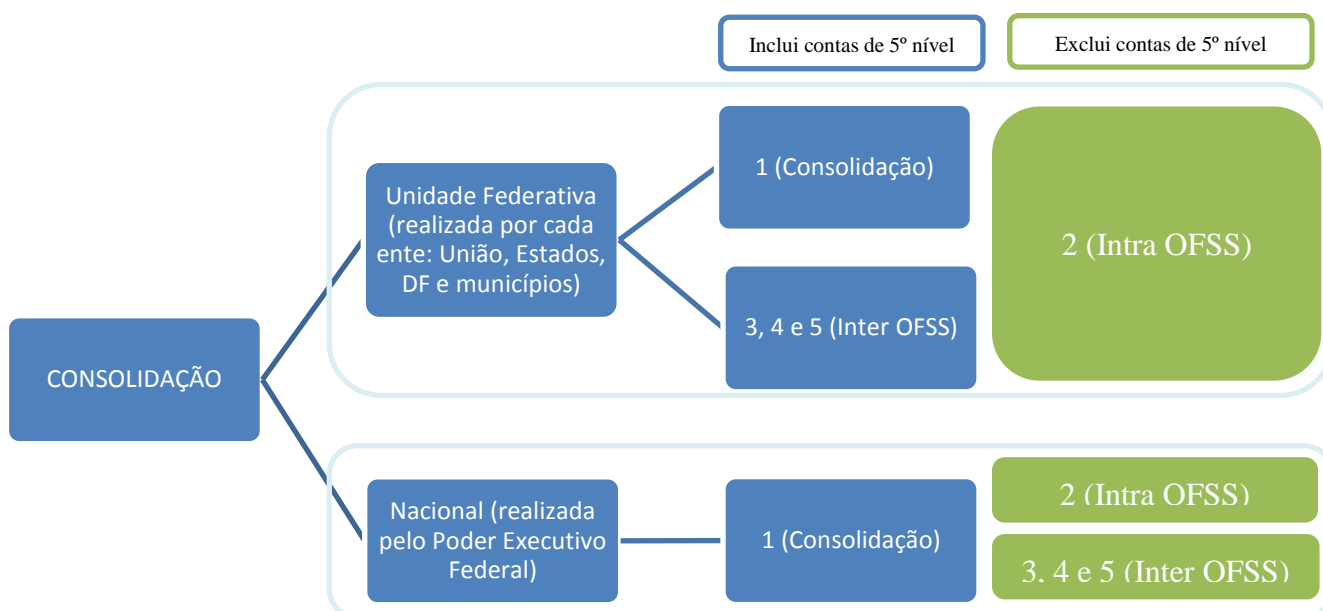 Inclui contas de 5º nível
Exclui contas de 5º nível
CONSOLIDAÇÃO
Unidade Federativa
(realizada por cada
ente: União, Estados,
DF e municípios)
1 (Consolidação)
3, 4 e 5 (Inter OFSS)
2 (Intra OFSS)
Nacional (realizada
pelo Poder Executivo
Federal)
1 (Consolidação)
2 (Intra OFSS)
3, 4 e 5 (Inter OFSS)